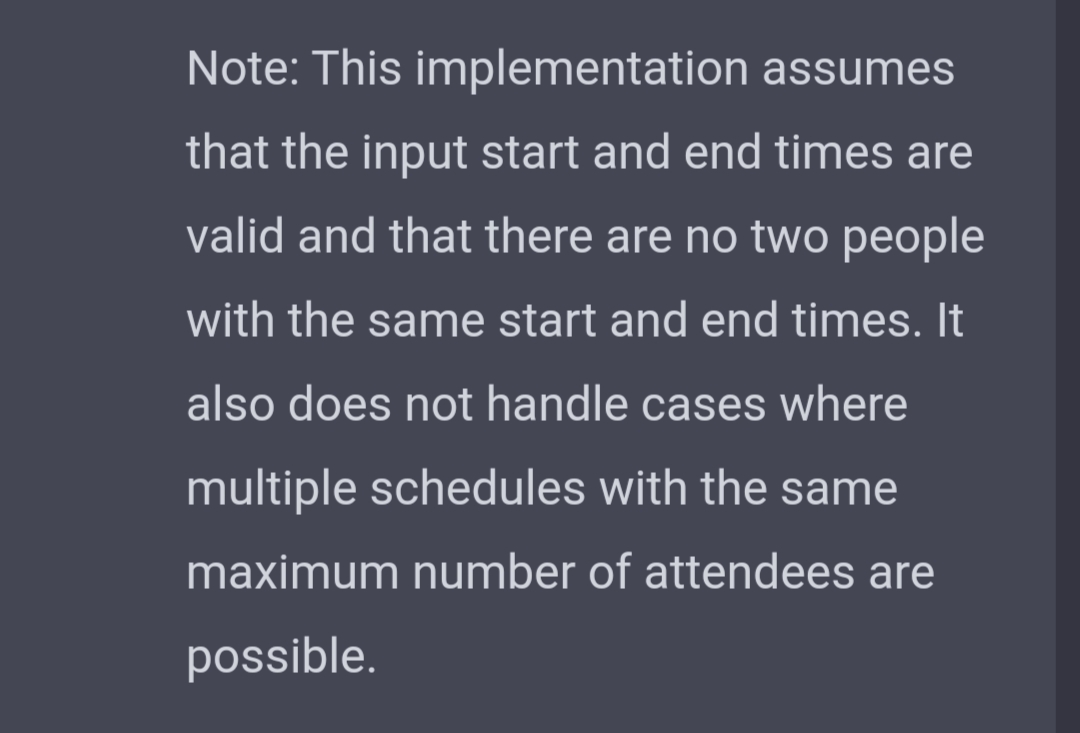 Note: This implementation assumes
that the input start and end times are
valid and that there are no two people
with the same start and end times. It
also does not handle cases where
multiple schedules with the same
maximum number of attendees are
possible.